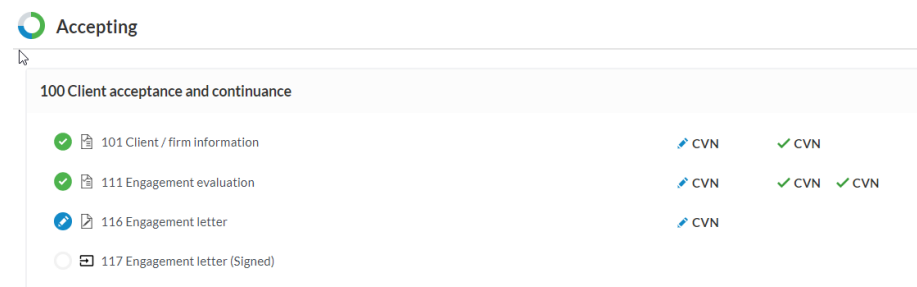 Accepting
100 Client acceptance and continuance
101 Client / firm information CVN CVN
111 Engagement evaluation CVN CVN CVN
116 Engagement letter CVN
117 Engagement letter (Signed)